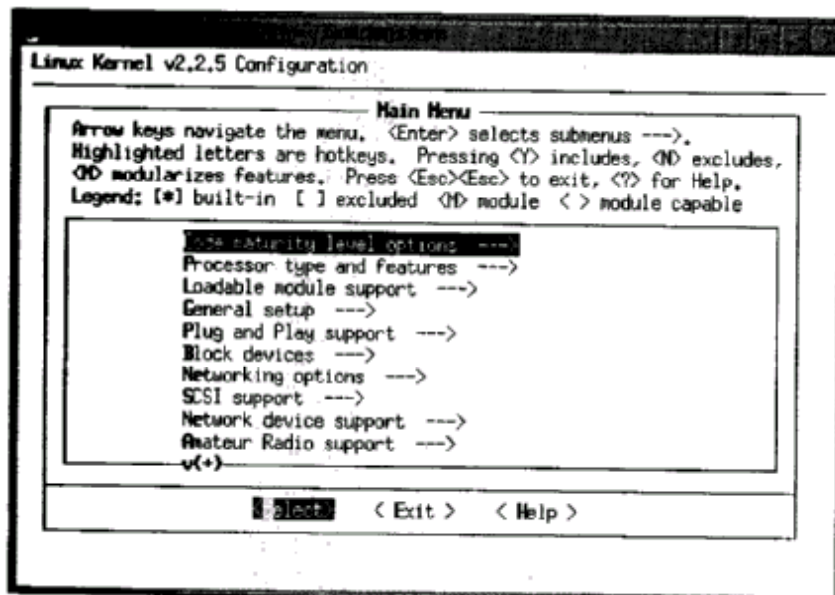 Linux Kernel v2.2.5 Configuration
Main Menu
Arrow keys navigate the menu. <Enter> selects submenus --->.
Highlighted letters are hotkeys. Pressing <Y> includes, <N> excludes,
<M> modularizes features. Press <Esc><Esc> to exit, <?> for Help.
Legend: [*] built-in [ ] excluded <M> module < > module capable
Code maturity level options --->
Processor type and features --->
Loadable module support --->
General setup --->
Plug and Play support --->
Block devices --->
Networking options --->
SCSI support --->
Network device support --->
Amateur Radio support --->
v(+)
<Select> < Exit > < Help >